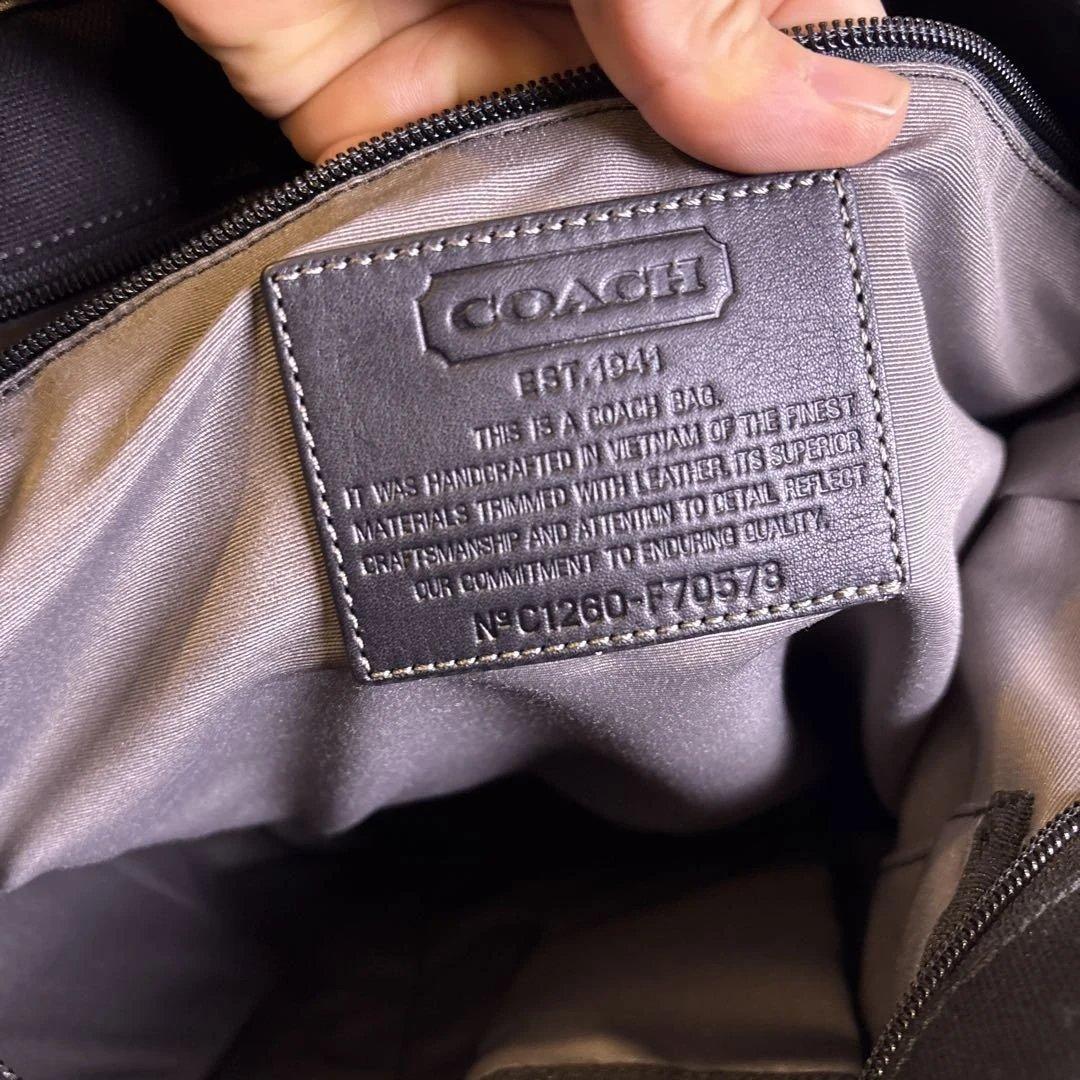 COACH
EST. 1941
THIS IS A COACH BAG.
IT WAS HANDCRAFTED IN VIETNAM OF THE FINEST
MATERIALS TRIMMED WITH LEATHER. ITS SUPERIOR
CRAFTSMANSHIP AND ATTENTION TO DETAIL REFLECT
OUR COMMITMENT TO ENDURING QUALITY.
Nº C1260-F70578